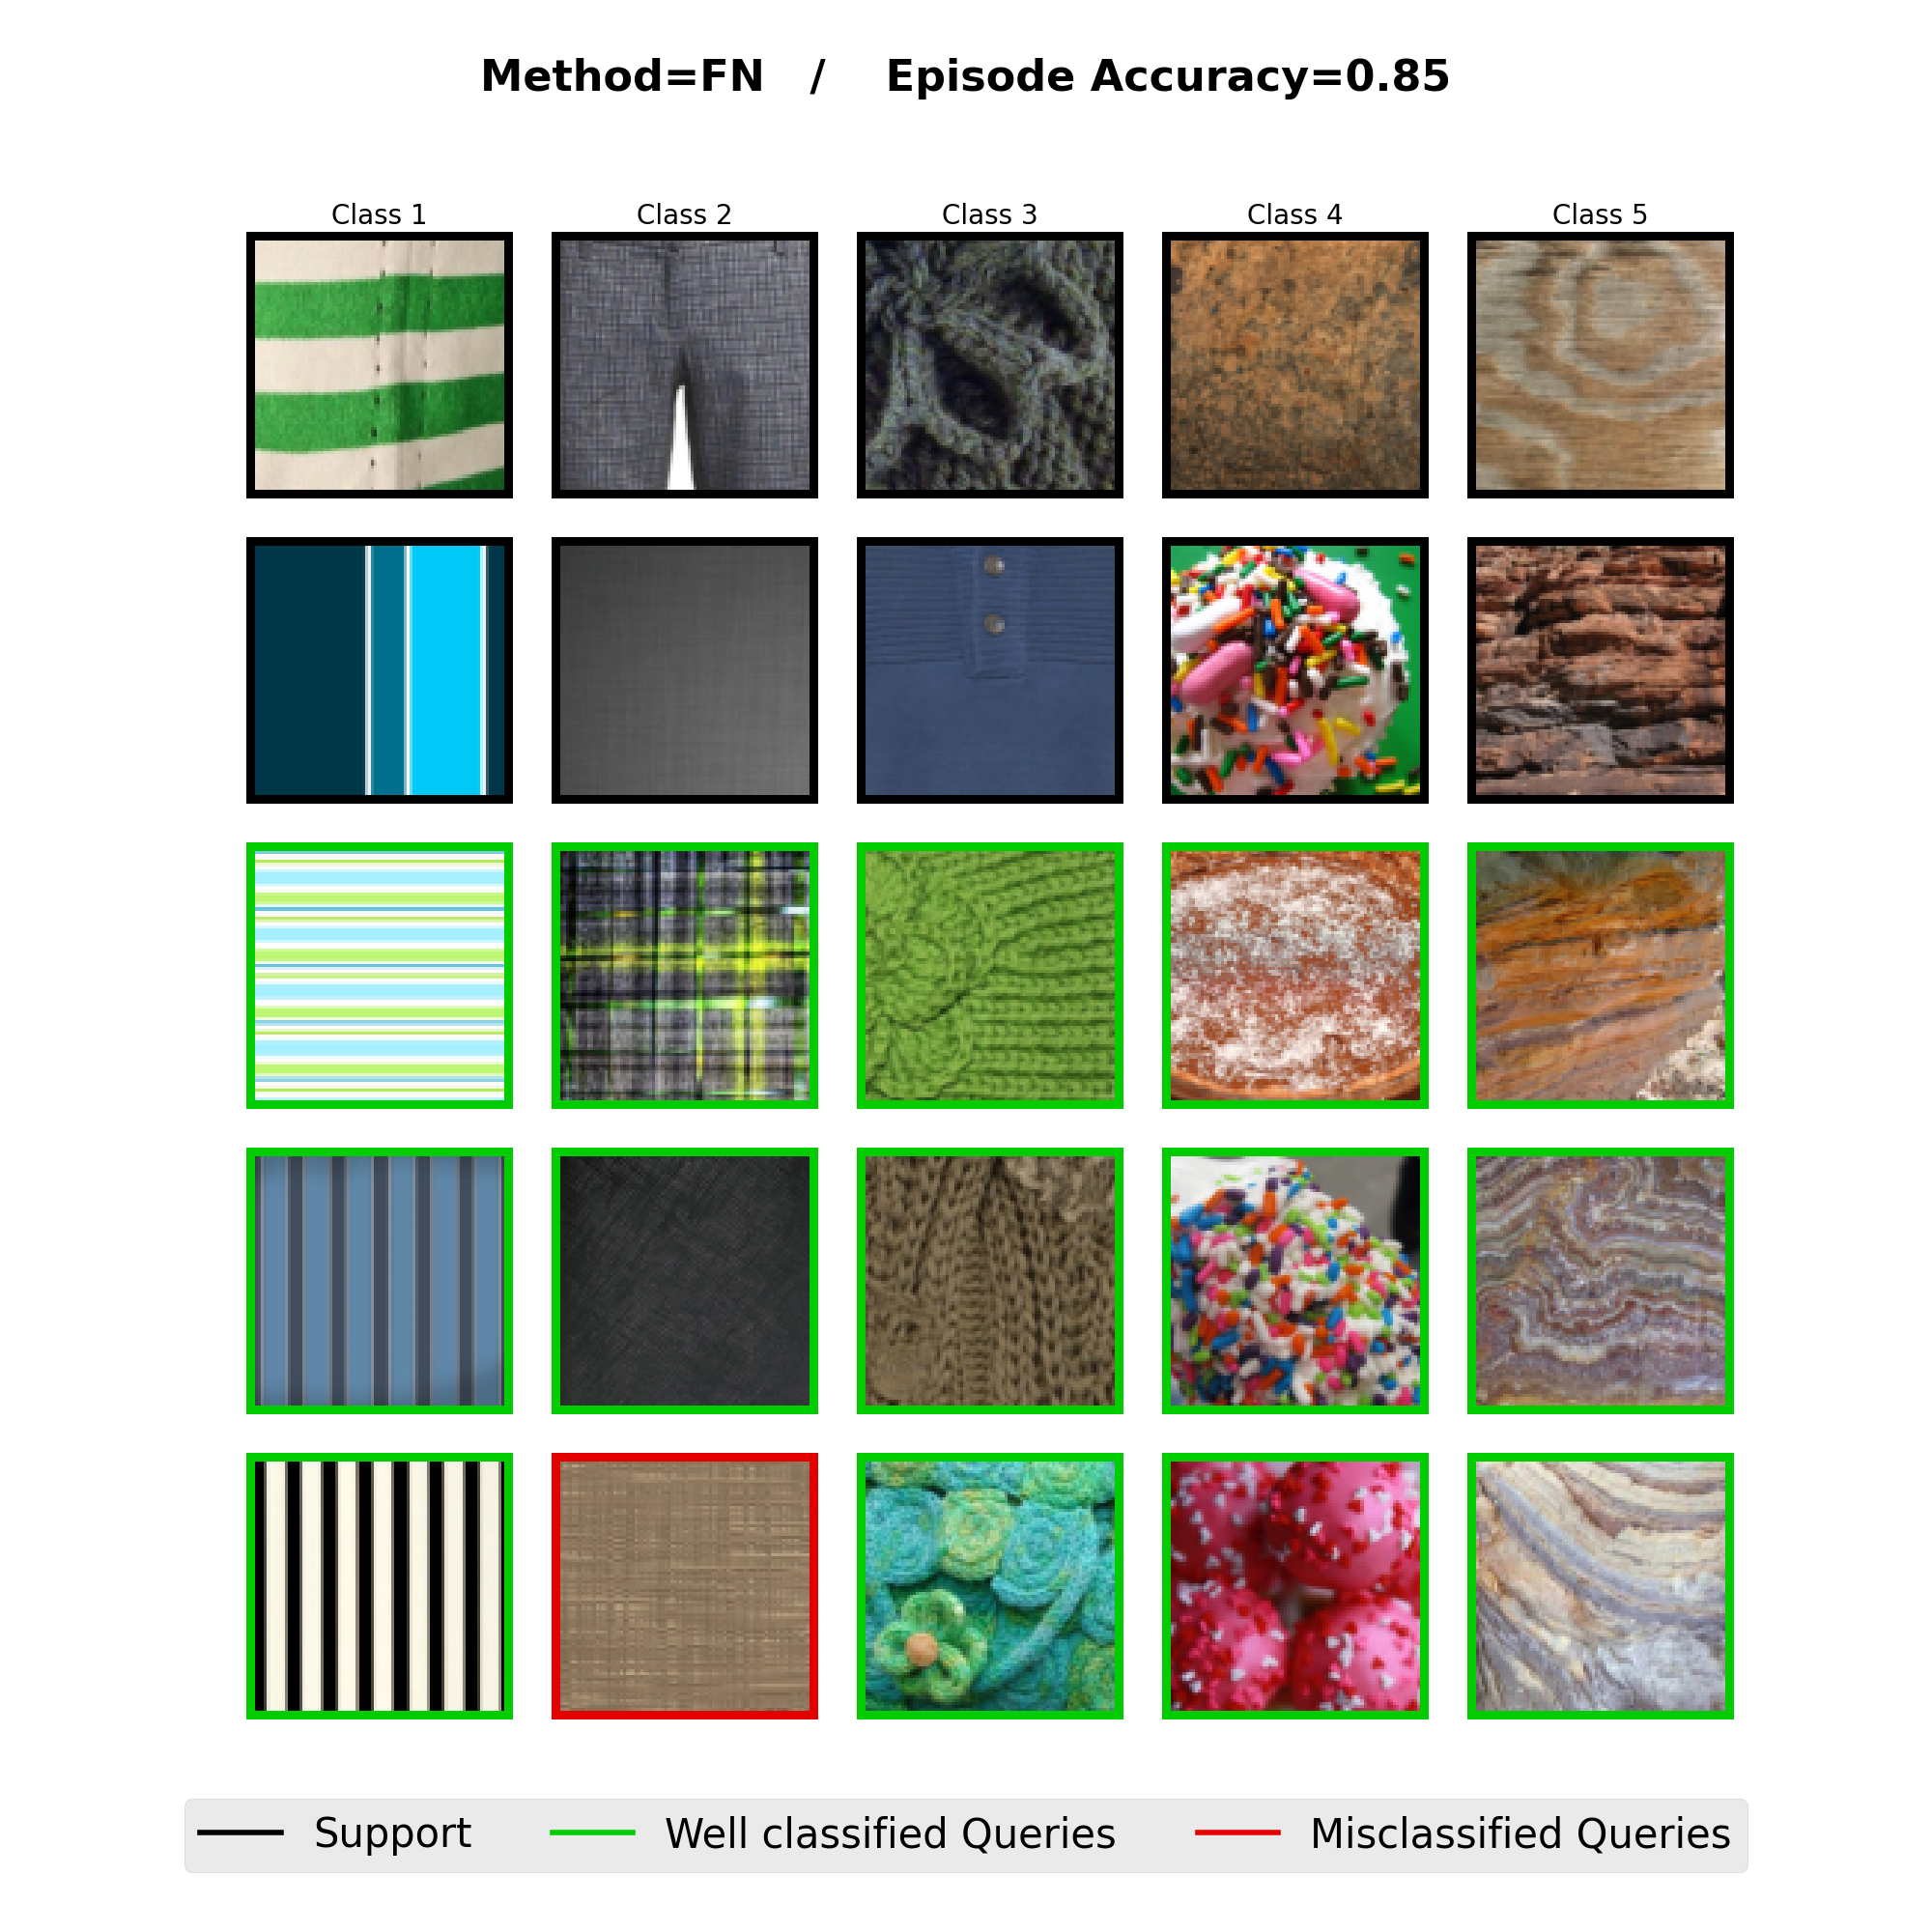 Method=FN / Episode Accuracy=0.85
Class 1 Class 2 Class 3 Class 4 Class 5
Support Well classified Queries Misclassified Queries